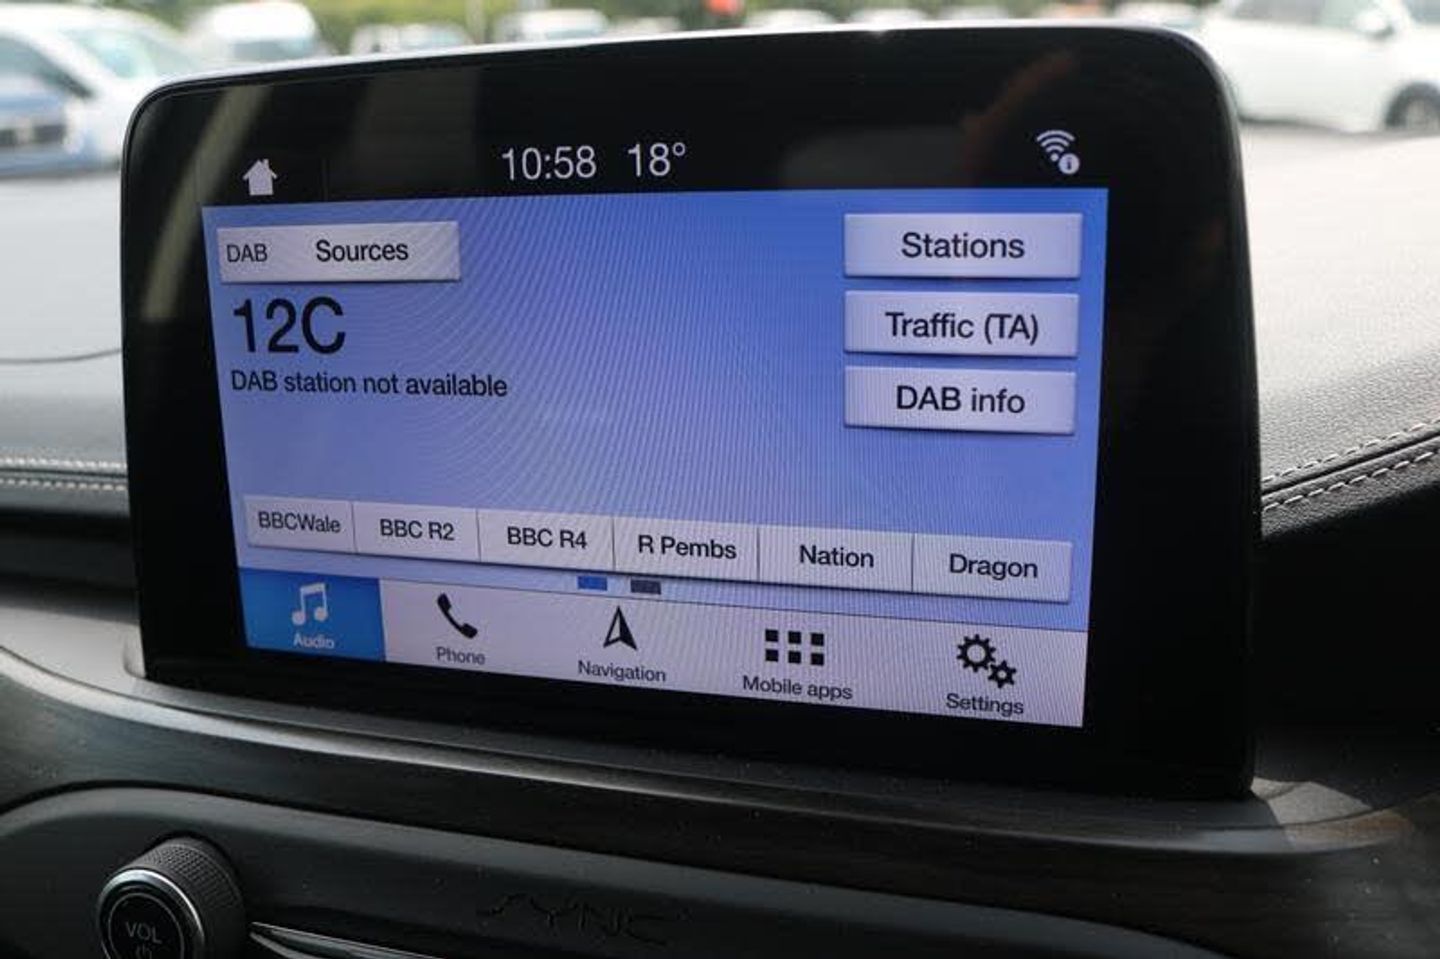 10:58 18°
DAB Sources
Stations
12C
Traffic (TA)
DAB station not available
DAB info
BBCWale BBC R2 BBC R4 R Pembs Nation Dragon
Audio Phone Navigation Mobile apps Settings
VOL
SYNC